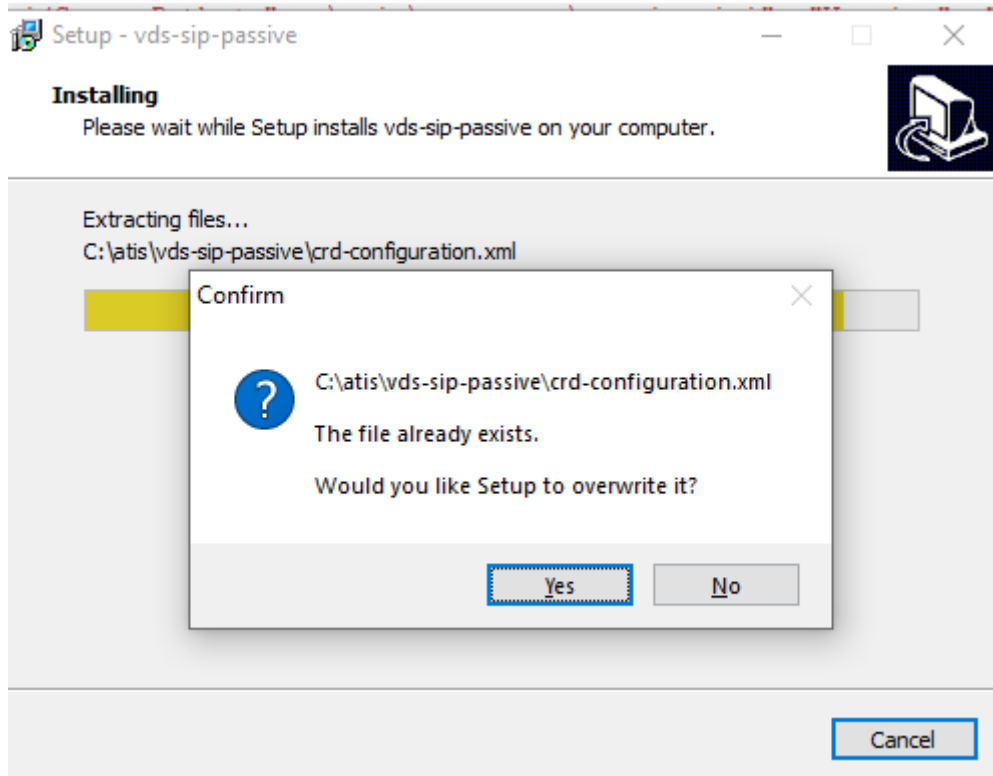 Setup - vds-sip-passive
Installing
Please wait while Setup installs vds-sip-passive on your computer.
Extracting files...
C:\atis\vds-sip-passive\crd-configuration.xml
Confirm
C:\atis\vds-sip-passive\crd-configuration.xml
The file already exists.
Would you like Setup to overwrite it?
Yes
No
Cancel